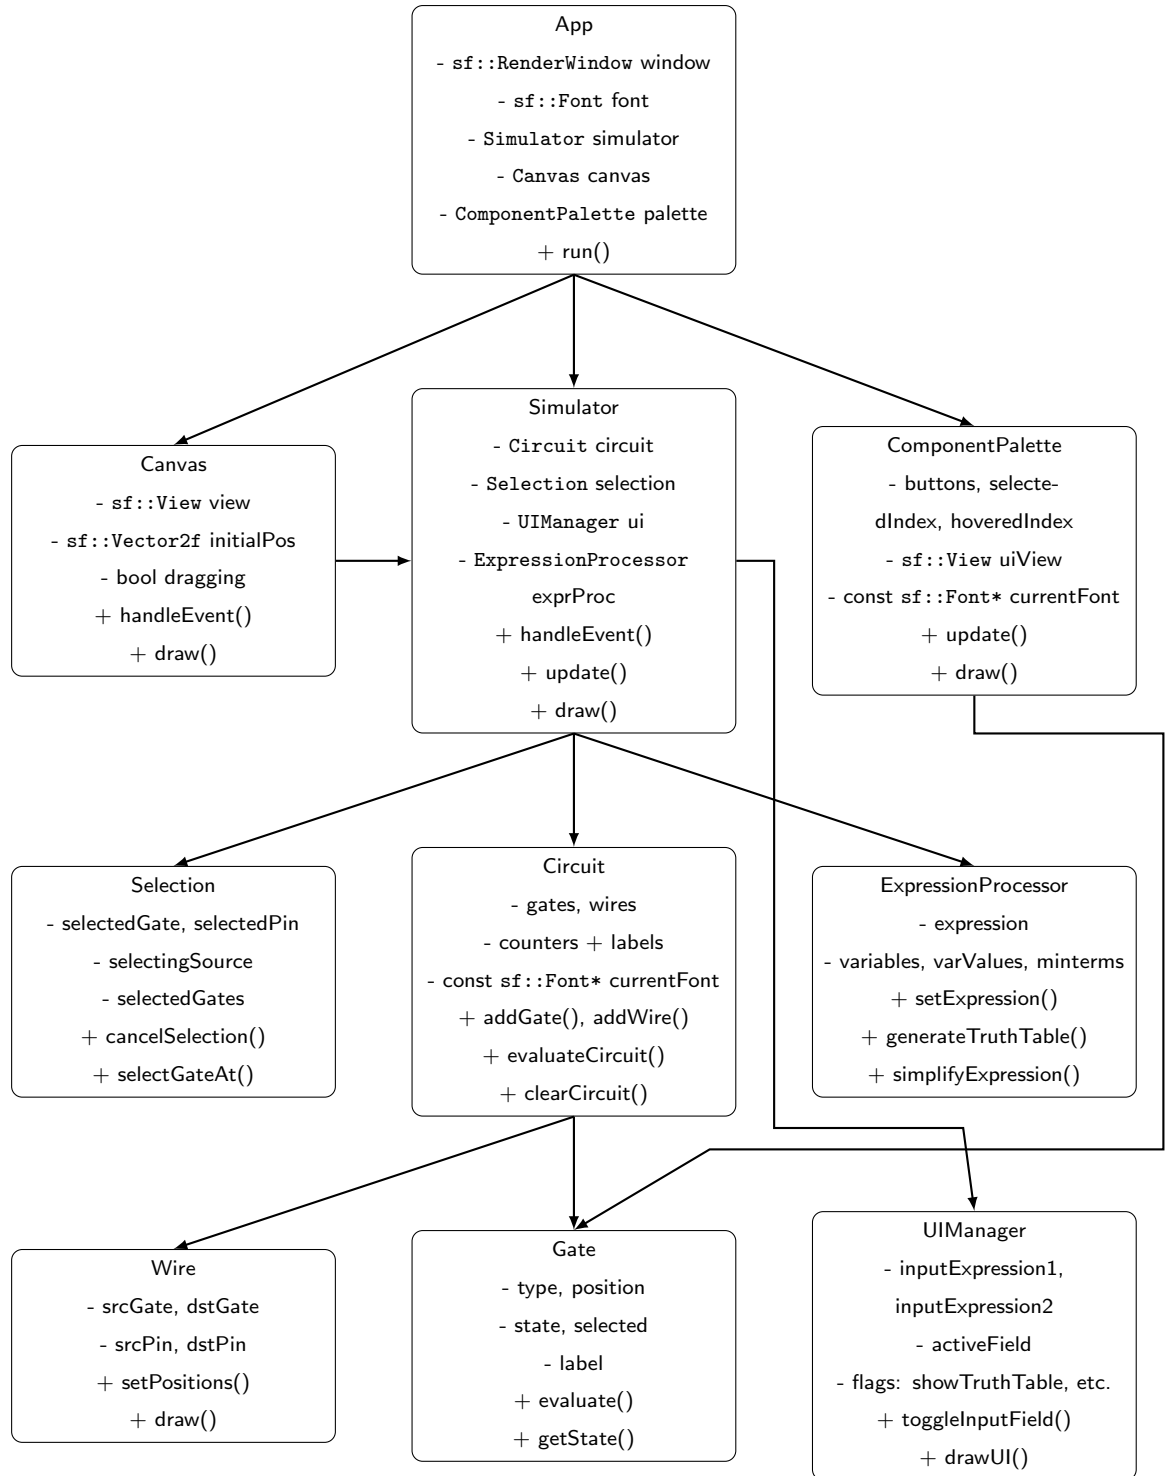 App
- sf::RenderWindow window
- sf::Font font
- Simulator simulator
- Canvas canvas
- ComponentPalette palette
+ run()
Canvas
- sf::View view
- sf::Vector2f initialPos
- bool dragging
+ handleEvent()
+ draw()
Simulator
- Circuit circuit
- Selection selection
- UIManager ui
- ExpressionProcessor
exprProc
+ handleEvent()
+ update()
+ draw()
ComponentPalette
- buttons, selecte-
dIndex, hoveredIndex
- sf::View uiView
- const sf::Font* currentFont
+ update()
+ draw()
Selection
- selectedGate, selectedPin
- selectingSource
- selectedGates
+ cancelSelection()
+ selectGateAt()
Circuit
- gates, wires
- counters + labels
- const sf::Font* currentFont
+ addGate(), addWire()
+ evaluateCircuit()
+ clearCircuit()
ExpressionProcessor
- expression
- variables, varValues, minterms
+ setExpression()
+ generateTruthTable()
+ simplifyExpression()
Wire
- srcGate, dstGate
- srcPin, dstPin
+ setPositions()
+ draw()
Gate
- type, position
- state, selected
- label
+ evaluate()
+ getState()
UIManager
- inputExpression1,
inputExpression2
- activeField
- flags: showTruthTable, etc.
+ toggleInputField()
+ drawUI()